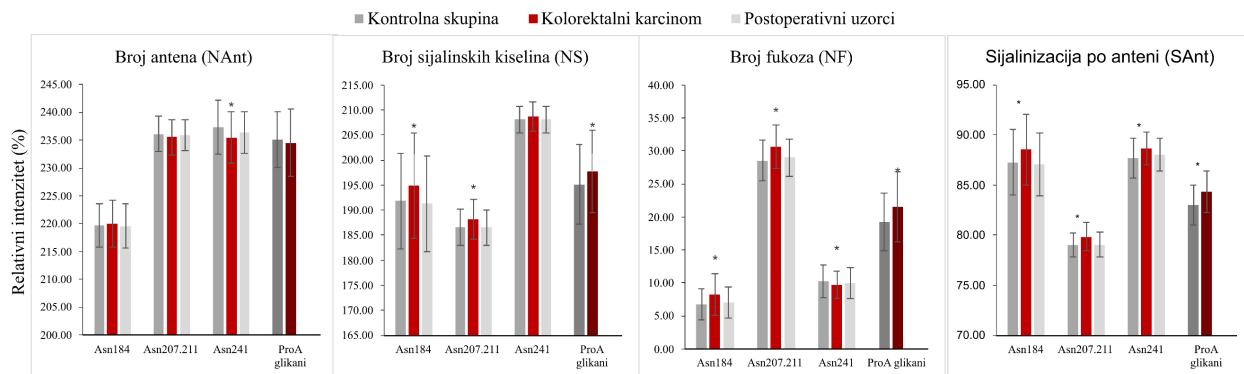 Kontrolna skupina Kolorektalni karcinom Postoperativni uzorci
Relativni intenzitet (%)
Broj antena (NAnt)
245.00
240.00
235.00
230.00
225.00
220.00
215.00
210.00
205.00
200.00
*
Asn184 Asn207.211 Asn241 ProA
glikani
Broj sijalinskih kiselina (NS)
215.00
210.00
205.00
200.00
195.00
190.00
185.00
180.00
175.00
170.00
165.00
* * *
Asn184 Asn207.211 Asn241 ProA
glikani
Broj fukoza (NF)
40.00
35.00
30.00
25.00
20.00
15.00
10.00
5.00
0.00
* * * *
Asn184 Asn207.211 Asn241 ProA glikani
Sijalinizacija po anteni (SAnt)
95.00
90.00
85.00
80.00
75.00
70.00
* * * *
Asn184 Asn207.211 Asn241 ProA
glikani